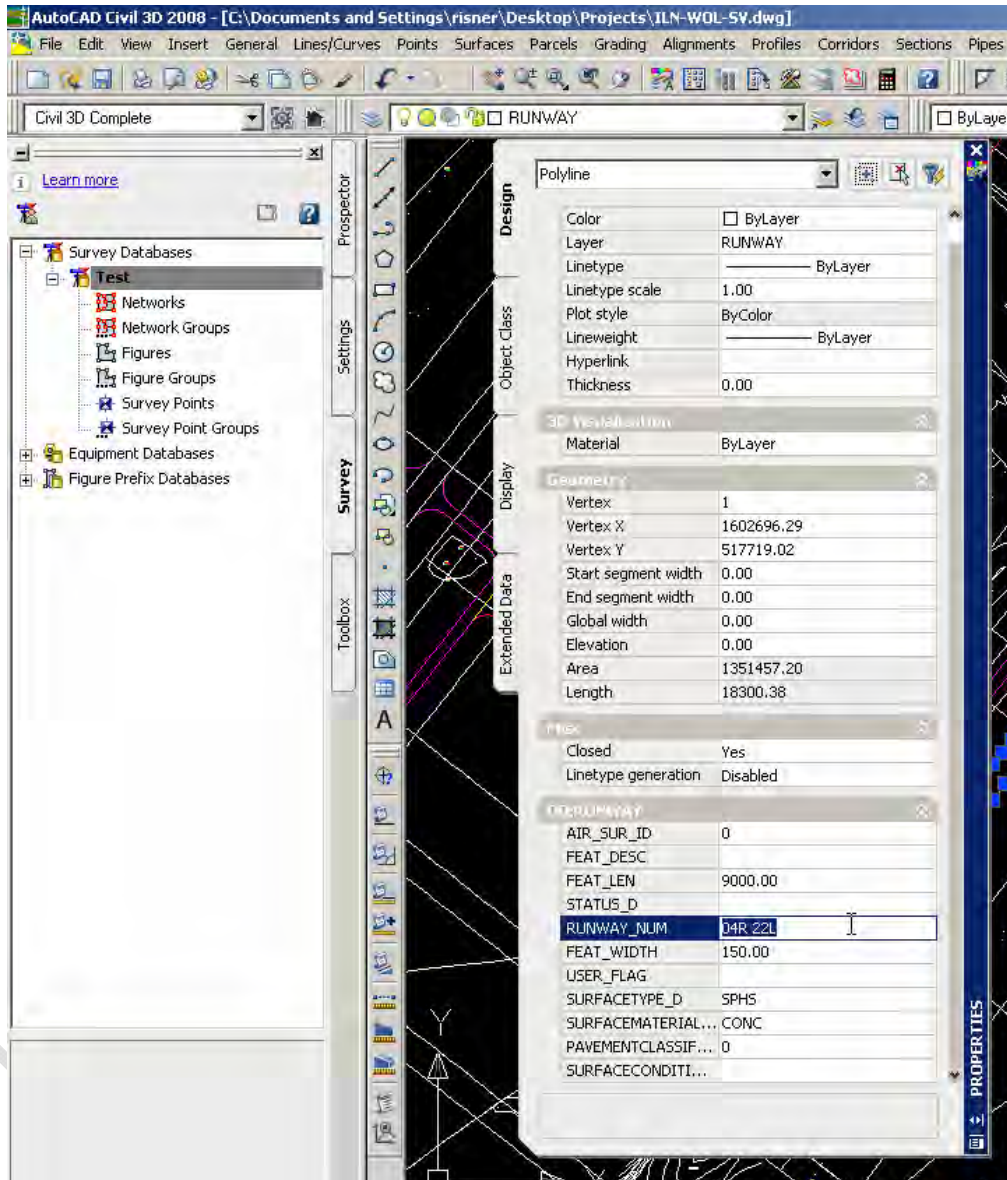 AutoCAD Civil 3D 2008 - [C:\Documents and Settings\risner\Desktop\Projects\ILN-WOL-SV.dwg]
File Edit View Insert General Lines/Curves Points Surfaces Parcels Grading Alignments Profiles Corridors Sections Pipes
Civil 3D Complete
RUNWAY
ByLaye
Learn more
Survey Databases
Test
Networks
Network Groups
Figures
Figure Groups
Survey Points
Survey Point Groups
Equipment Databases
Figure Prefix Databases
Prospector
Settings
Survey
Toolbox
A
Y
Design
Object Class
Display
Extended Data
Polyline
Color ByLayer
Layer RUNWAY
Linetype ByLayer
Linetype scale 1.00
Plot style ByColor
Lineweight ByLayer
Hyperlink
Thickness 0.00
3D Visualization
Material ByLayer
Geometry
Vertex 1
Vertex X 1602696.29
Vertex Y 517719.02
Start segment width 0.00
End segment width 0.00
Global width 0.00
Elevation 0.00
Area 1351457.20
Length 18300.38
Misc
Closed Yes
Linetype generation Disabled
AIR_SUR_ID 0
FEAT_DESC
FEAT_LEN 9000.00
STATUS_D
RUNWAY_NUM 04R 22L
FEAT_WIDTH 150.00
USER_FLAG
SURFACETYPE_D SPHS
SURFACEMATERIAL... CONC
PAVEMENTCLASSIF... 0
SURFACECONDITI...
PROPERTIES